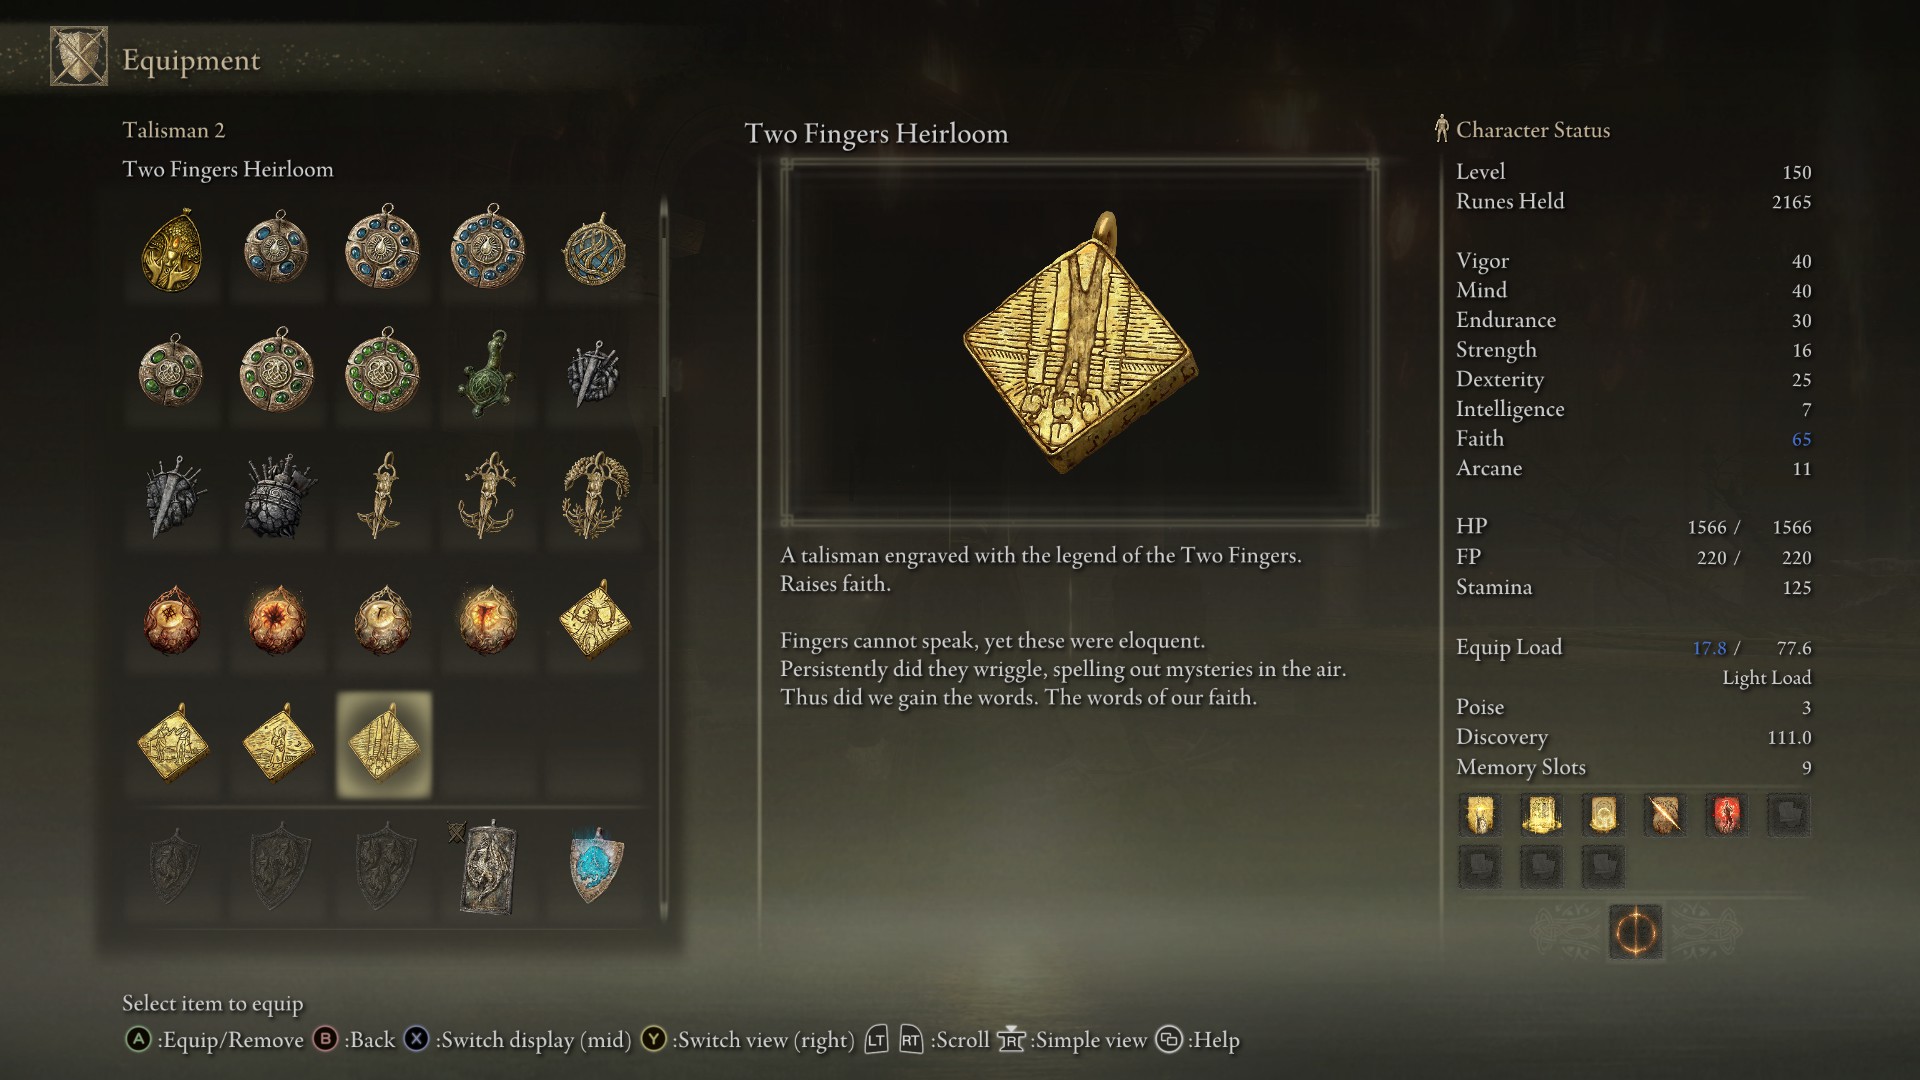 Equipment
Talisman 2
Two Fingers Heirloom
Two Fingers Heirloom
A talisman engraved with the legend of the Two Fingers.
Raises faith.
Fingers cannot speak, yet these were eloquent.
Persistently did they wriggle, spelling out mysteries in the air.
Thus did we gain the words. The words of our faith.
Character Status
Level 150
Runes Held 2165
Vigor 40
Mind 40
Endurance 30
Strength 16
Dexterity 25
Intelligence 7
Faith 65
Arcane 11
HP 1566 / 1566
FP 220 / 220
Stamina 125
Equip Load 17.8 / 77.6
Light Load
Poise 3
Discovery 111.0
Memory Slots 9
Select item to equip
A :Equip/Remove B :Back X :Switch display (mid) Y :Switch view (right) LT RT :Scroll R :Simple view :Help